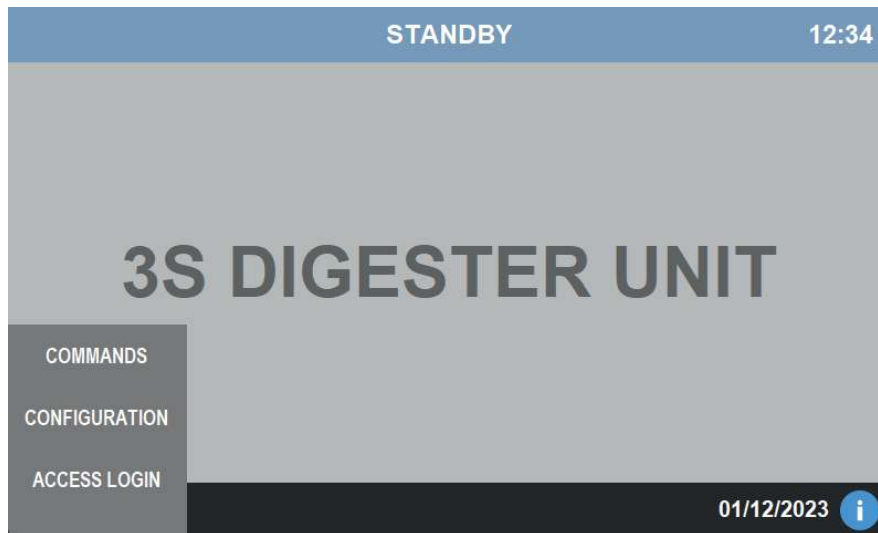 STANDBY 12:34
3S DIGESTER UNIT
COMMANDS
CONFIGURATION
ACCESS LOGIN
01/12/2023 i